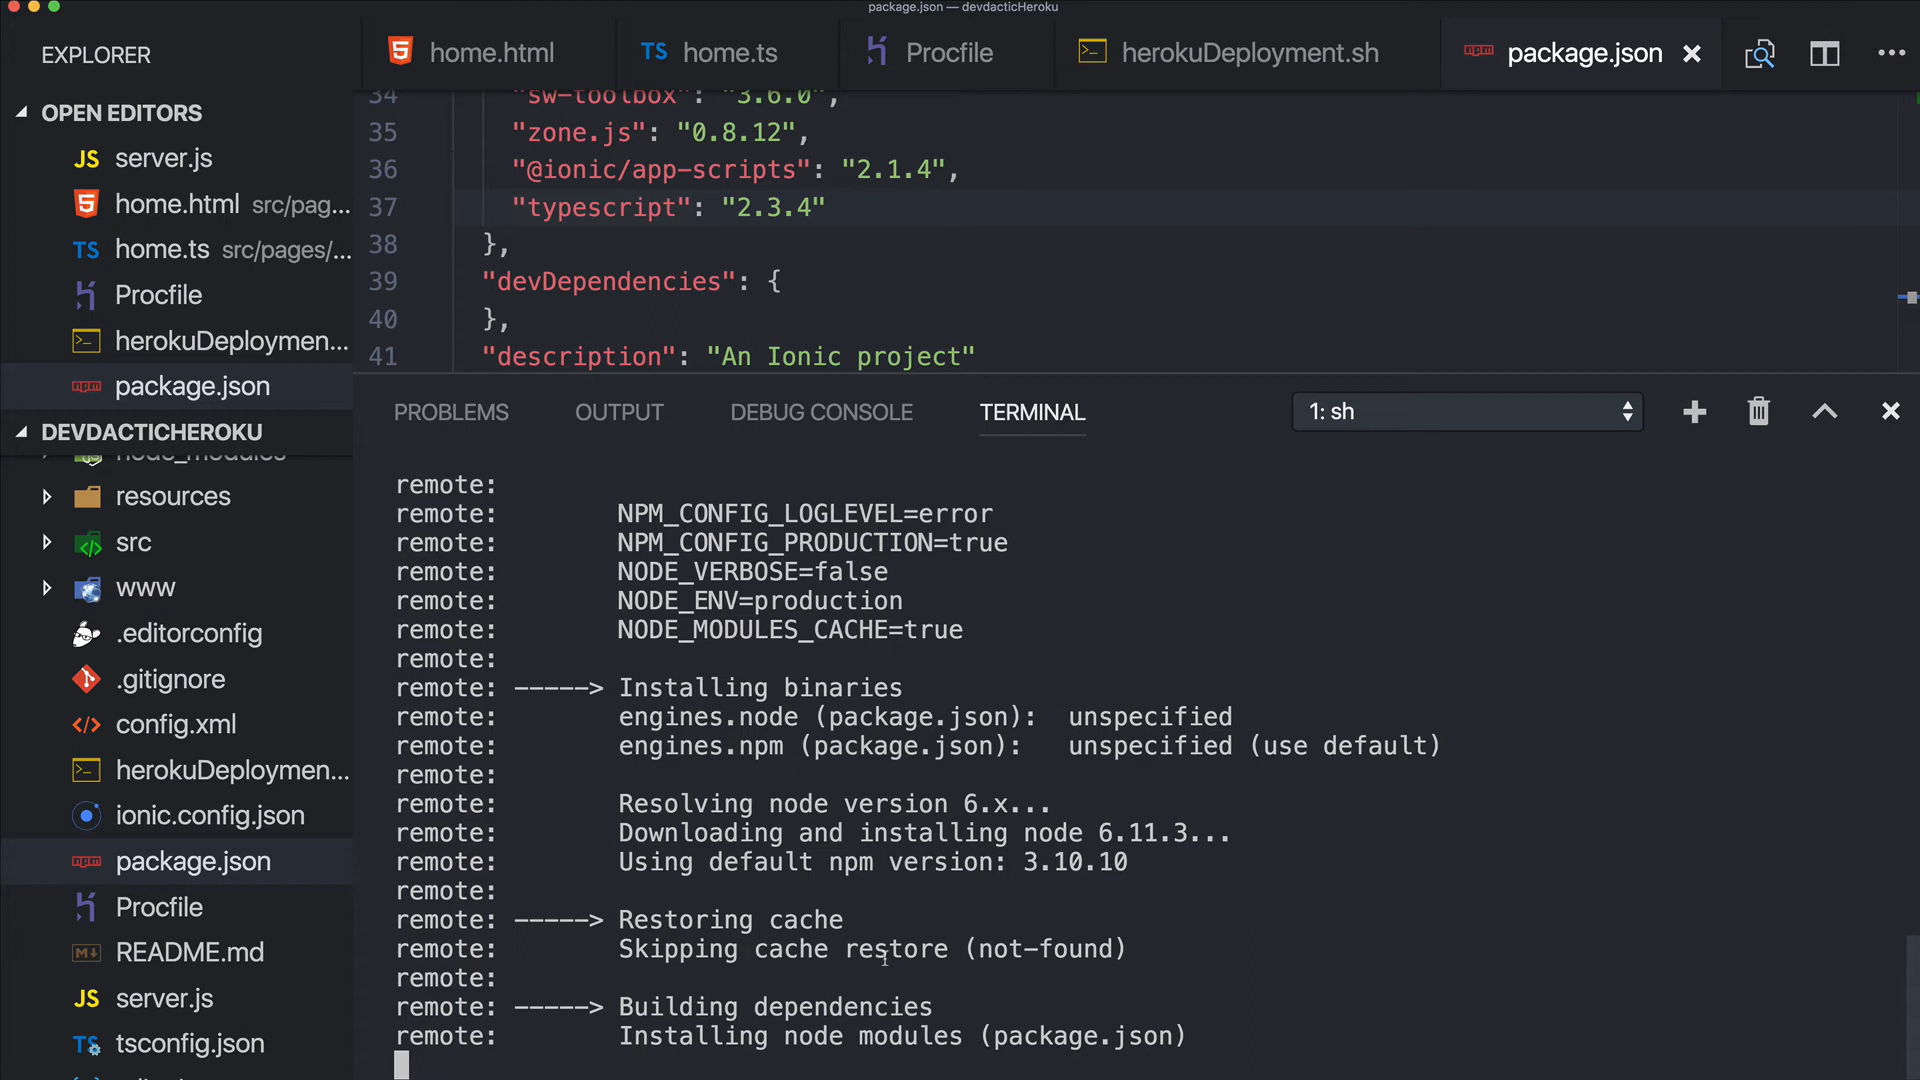 package.json — devdacticHeroku
EXPLORER
OPEN EDITORS
JS server.js
home.html src/pag...
TS home.ts src/pages/...
Procfile
herokuDeploymen...
package.json
DEVDACTICHEROKU
node_modules
resources
src
www
.editorconfig
.gitignore
config.xml
herokuDeploymen...
ionic.config.json
package.json
Procfile
README.md
JS server.js
TS tsconfig.json
home.html
TS home.ts
Procfile
herokuDeployment.sh
package.json
34 "sw-toolbox": "3.6.0",
35 "zone.js": "0.8.12",
36 "@ionic/app-scripts": "2.1.4",
37 "typescript": "2.3.4"
38 },
39 "devDependencies": {
40 },
41 "description": "An Ionic project"
PROBLEMS OUTPUT DEBUG CONSOLE TERMINAL 1: sh
remote:
remote: NPM_CONFIG_LOGLEVEL=error
remote: NPM_CONFIG_PRODUCTION=true
remote: NODE_VERBOSE=false
remote: NODE_ENV=production
remote: NODE_MODULES_CACHE=true
remote:
remote: -----> Installing binaries
remote: engines.node (package.json): unspecified
remote: engines.npm (package.json): unspecified (use default)
remote:
remote: Resolving node version 6.x...
remote: Downloading and installing node 6.11.3...
remote: Using default npm version: 3.10.10
remote:
remote: -----> Restoring cache
remote: Skipping cache restore (not-found)
remote:
remote: -----> Building dependencies
remote: Installing node modules (package.json)